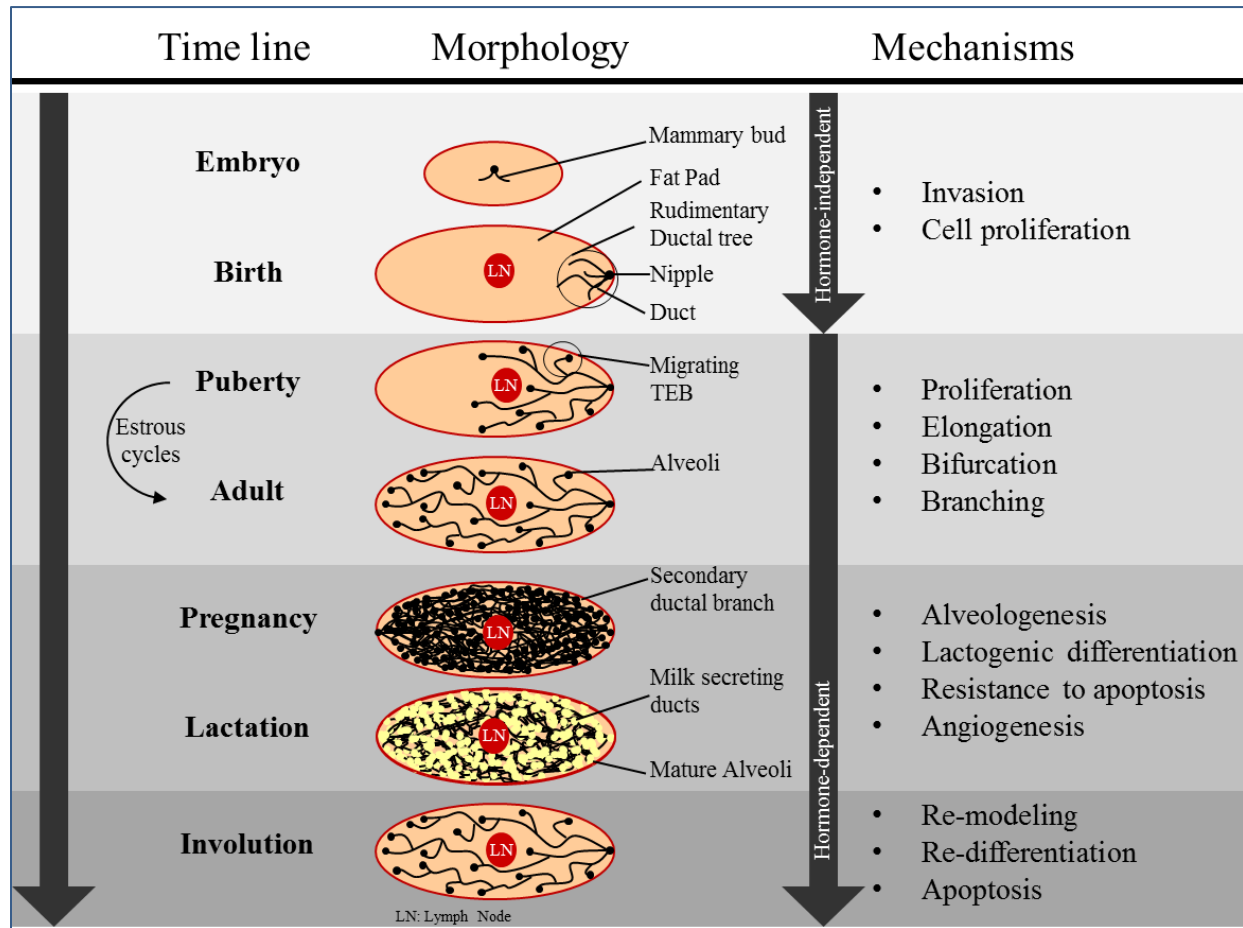 Time line
Morphology
Mechanisms
Embryo
Mammary bud
Fat Pad
Rudimentary
Ductal tree
Birth
LN
Nipple
Duct
Hormone-independent
• Invasion
• Cell proliferation
Puberty
LN
Migrating
TEB
Estrous
cycles
Adult
LN
Alveoli
• Proliferation
• Elongation
• Bifurcation
• Branching
Pregnancy
LN
Secondary
ductal branch
Lactation
LN
Milk secreting
ducts
Mature Alveoli
• Alveologenesis
• Lactogenic differentiation
• Resistance to apoptosis
• Angiogenesis
Hormone-dependent
Involution
LN
LN: Lymph Node
• Re-modeling
• Re-differentiation
• Apoptosis